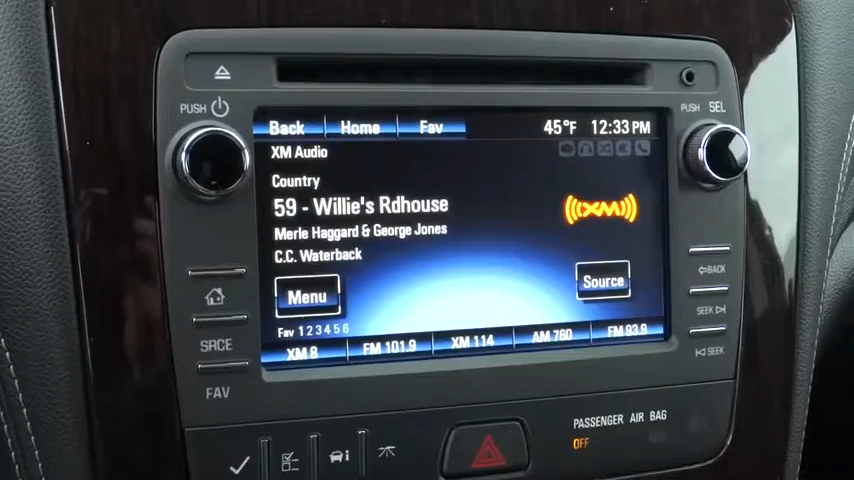 PUSH
PUSH SEL
Back Home Fav 45°F 12:33 PM
XM Audio
Country
59 - Willie's Rdhouse
XM
Merle Haggard & George Jones
C.C. Waterback
Menu
Source
Fav 1 2 3 4 5 6
XM 8 FM 101.9 XM 114 AM 760 FM 93.9
SRCE
FAV
BACK
SEEK
SEEK
PASSENGER AIR BAG
OFF